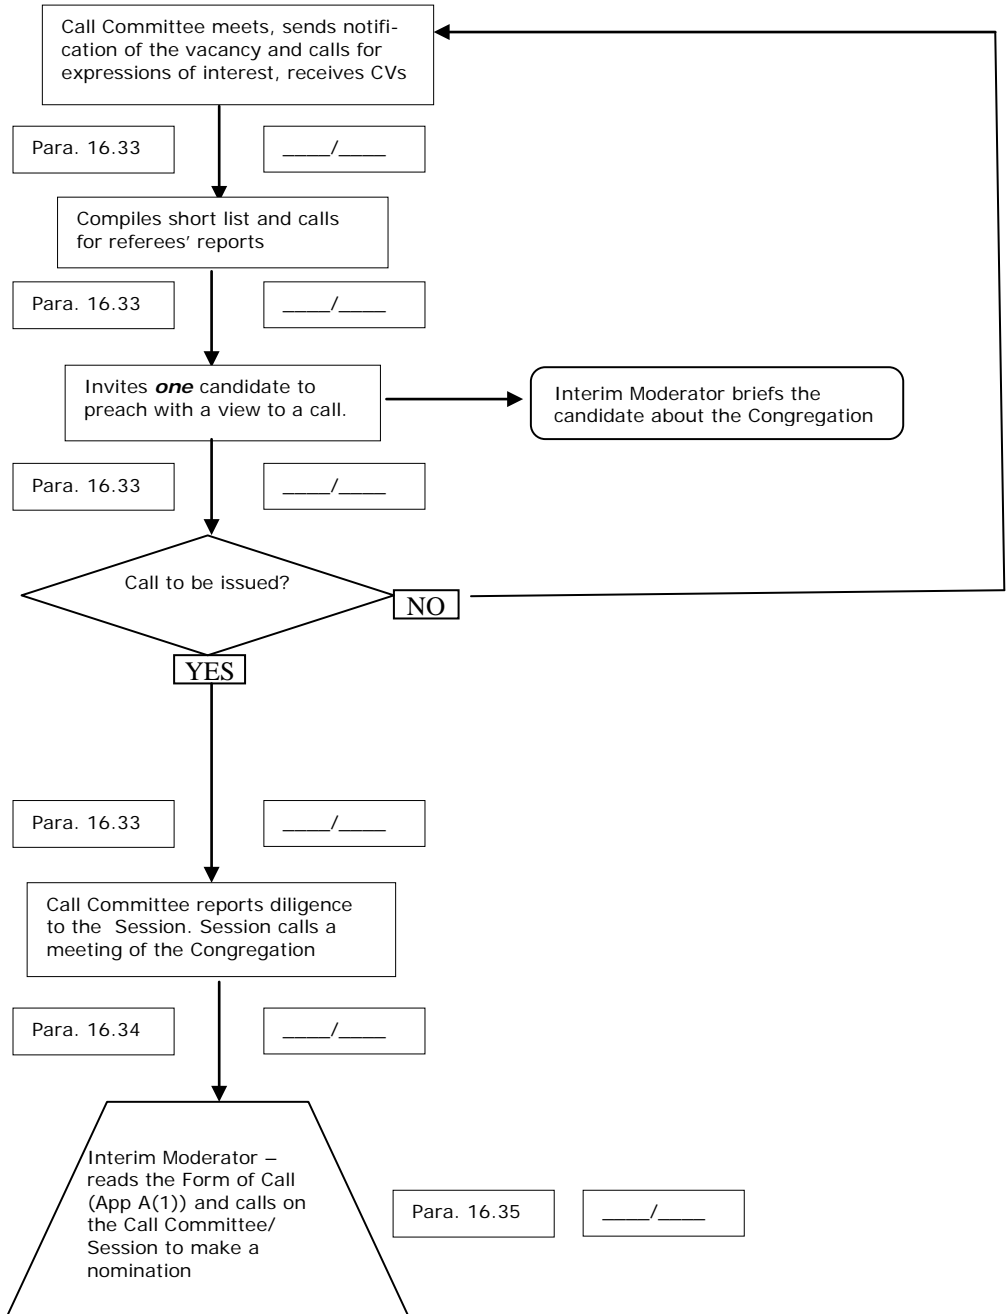 Call Committee meets, sends notifi-
cation of the vacancy and calls for
expressions of interest, receives CVs
Para. 16.33
____/____
Compiles short list and calls
for referees' reports
Para. 16.33
____/____
Invites one candidate to
preach with a view to a call.
Interim Moderator briefs the
candidate about the Congregation
Para. 16.33
____/____
Call to be issued?
NO
YES
Para. 16.33
____/____
Call Committee reports diligence
to the Session. Session calls a
meeting of the Congregation
Para. 16.34
____/____
Interim Moderator –
reads the Form of Call
(App A(1)) and calls on
the Call Committee/
Session to make a
nomination
Para. 16.35
____/____